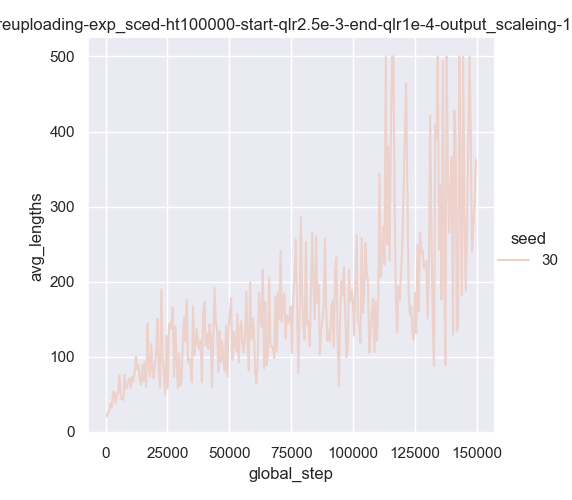 reuploading-exp_sced-ht100000-start-qlr2.5e-3-end-qlr1e-4-output_scaleing-1
500
400
300
200
100
0
avg_lengths
0 25000 50000 75000 100000 125000 150000
global_step
seed
30